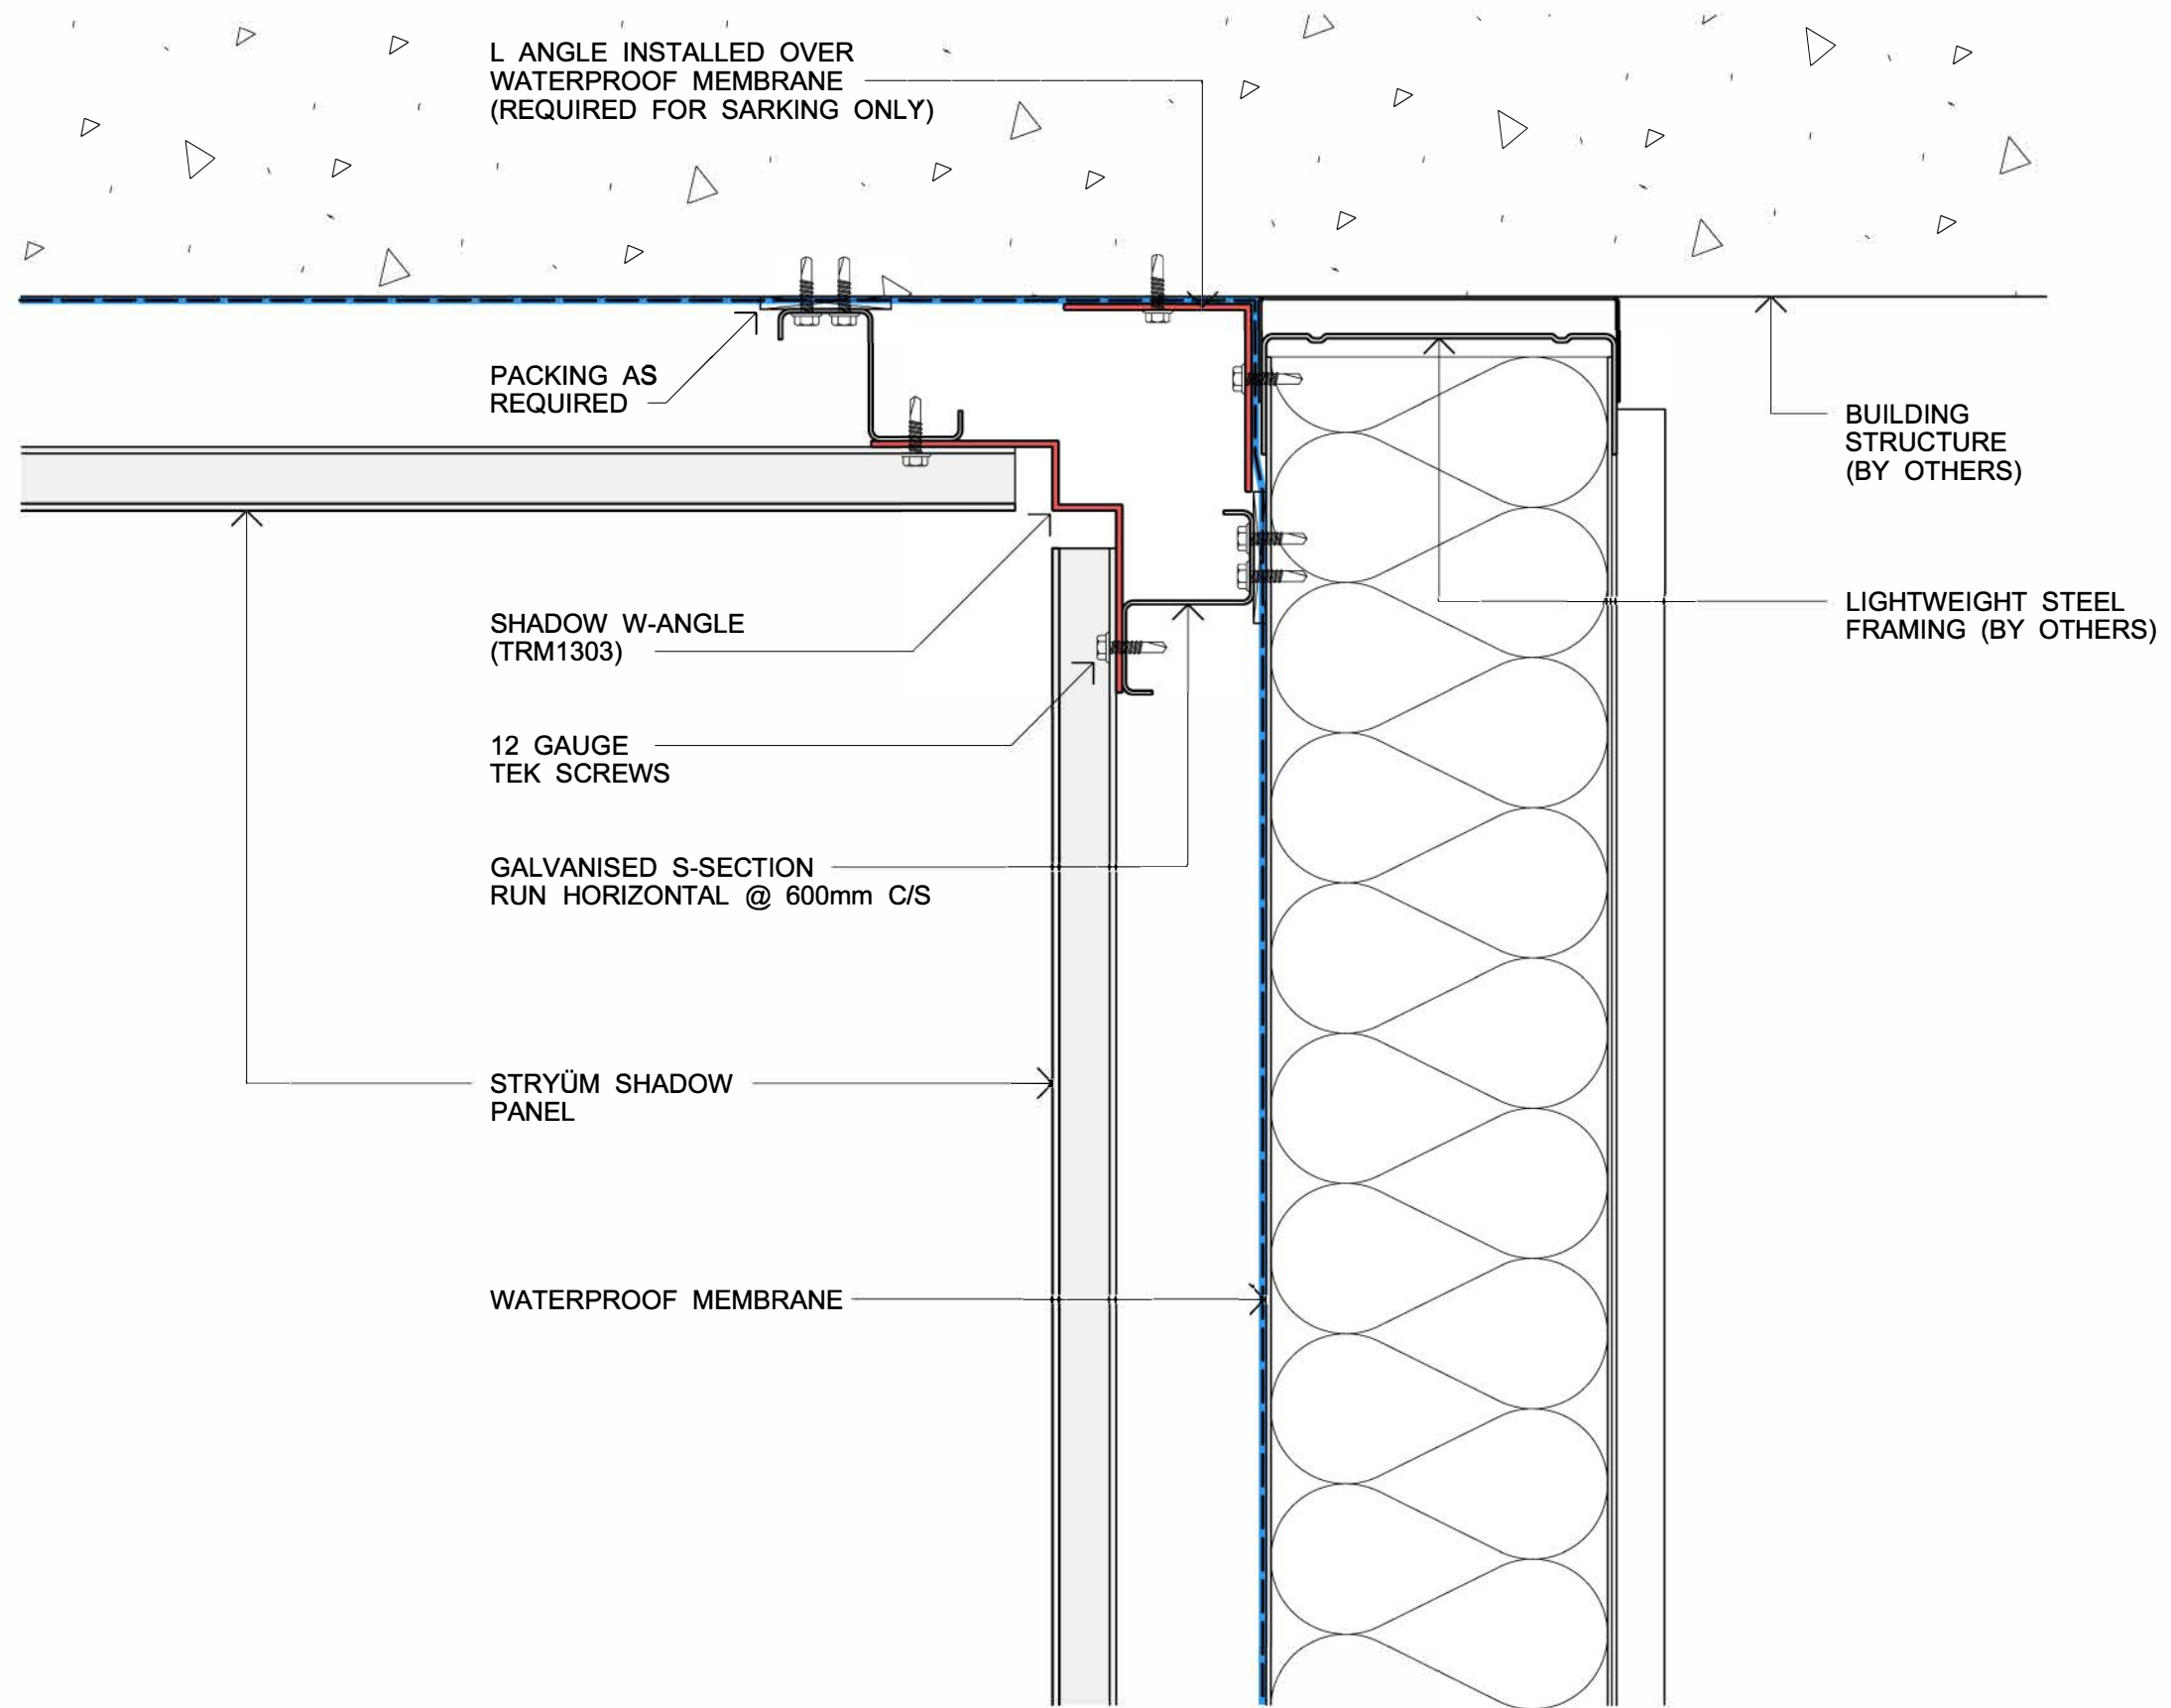 L ANGLE INSTALLED OVER
WATERPROOF MEMBRANE
(REQUIRED FOR SARKING ONLY)
PACKING AS
REQUIRED
BUILDING
STRUCTURE
(BY OTHERS)
SHADOW W-ANGLE
(TRM1303)
LIGHTWEIGHT STEEL
FRAMING (BY OTHERS)
12 GAUGE
TEK SCREWS
GALVANISED S-SECTION
RUN HORIZONTAL @ 600mm C/S
STRYÜM SHADOW
PANEL
WATERPROOF MEMBRANE